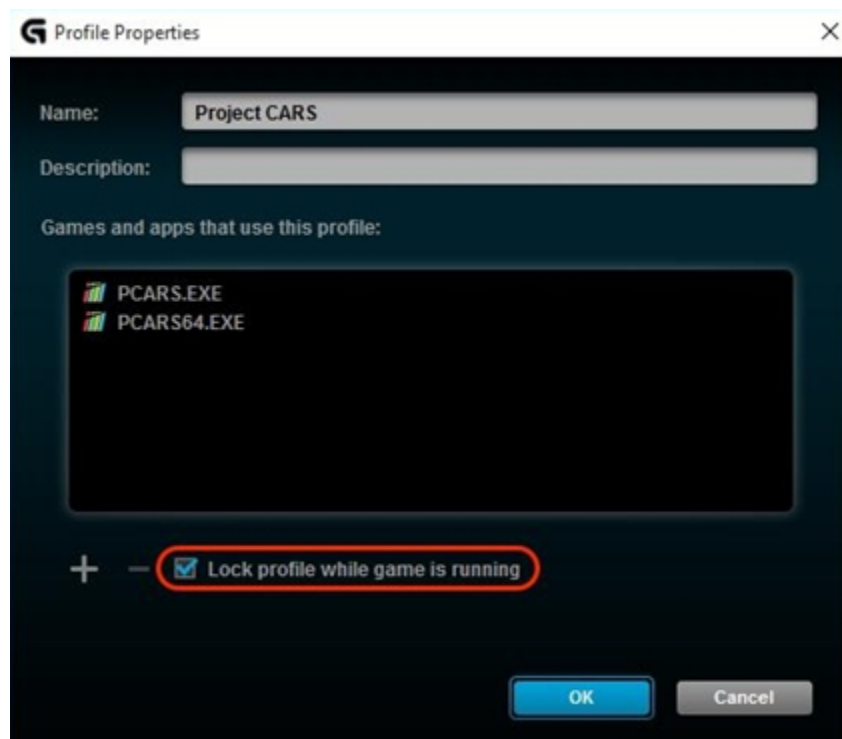 Profile Properties
Name: Project CARS
Description:
Games and apps that use this profile:
PCARS.EXE
PCARS64.EXE
Lock profile while game is running
OK Cancel